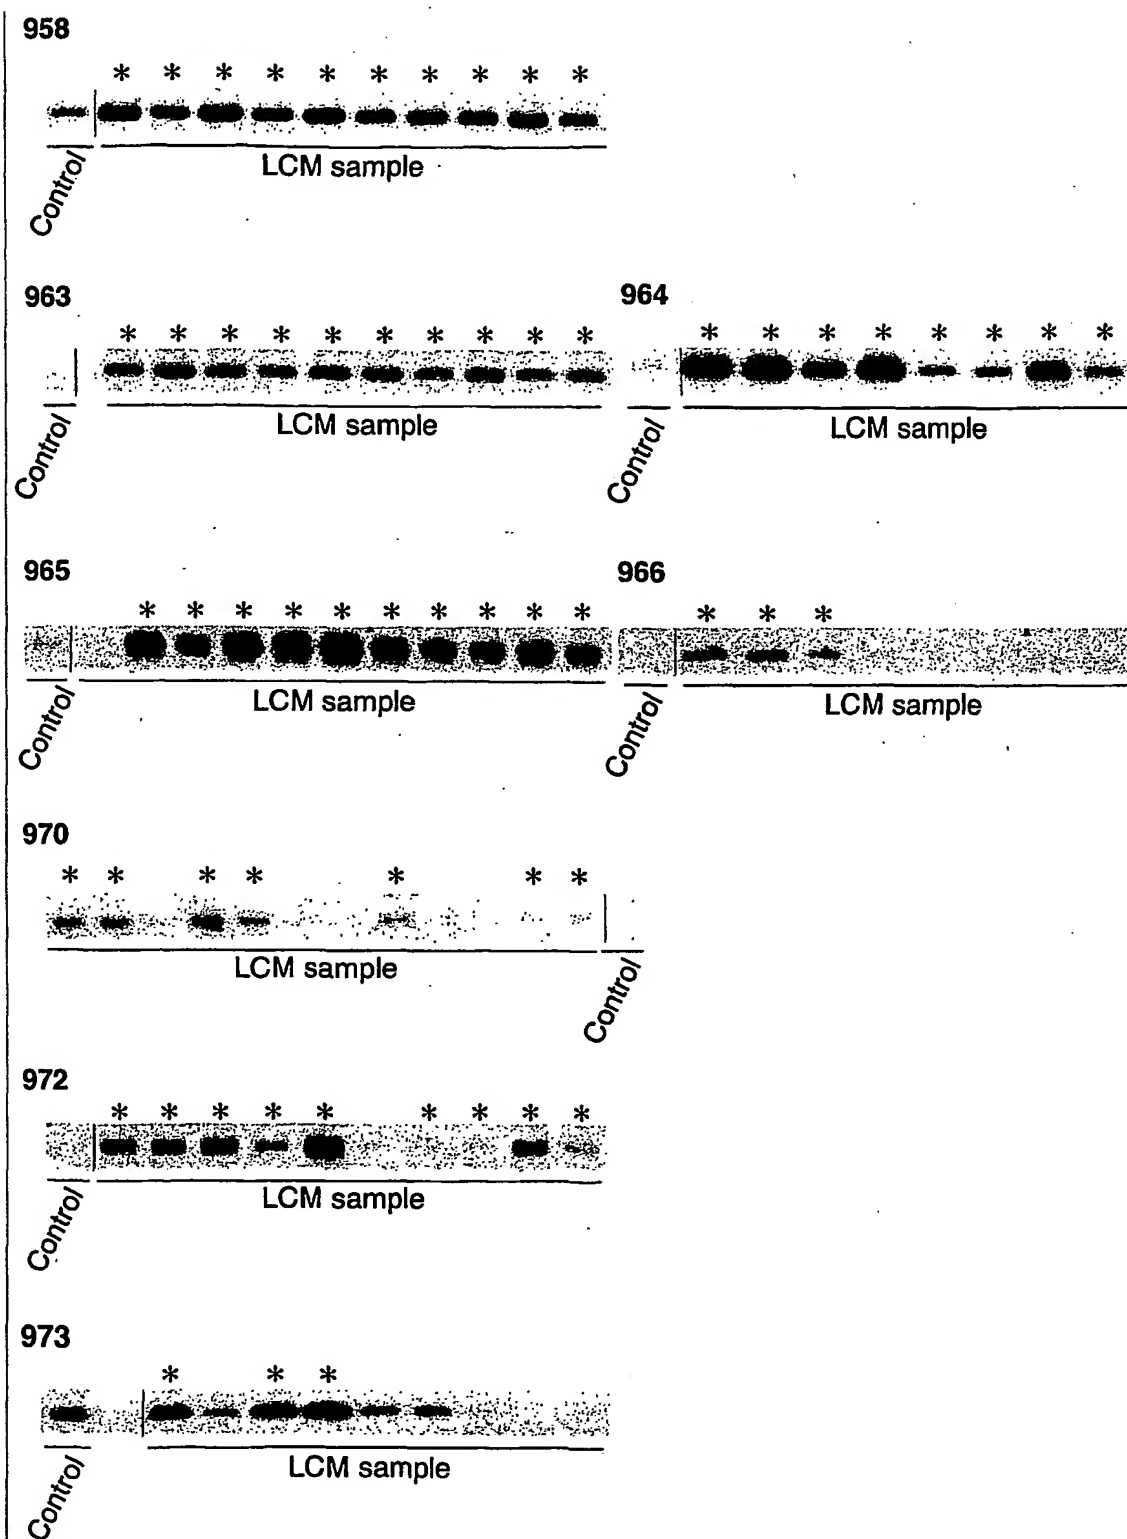 958
* * * * * * * * * *
Control
LCM sample
963
* * * * * * * * * *
Control
LCM sample
964
* * * * * * * *
Control
LCM sample
965
* * * * * * * * * *
Control
LCM sample
966
* * *
Control
LCM sample
970
* * * * * * *
LCM sample
Control
972
* * * * * * * * *
Control
LCM sample
973
* * *
Control
LCM sample